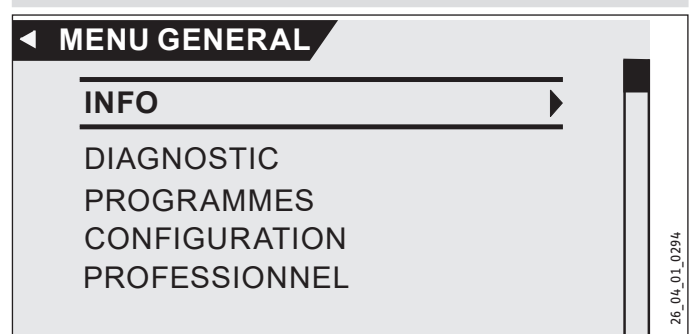 MENU GENERAL
INFO
DIAGNOSTIC
PROGRAMMES
CONFIGURATION
PROFESSIONNEL
26_04_01_0294